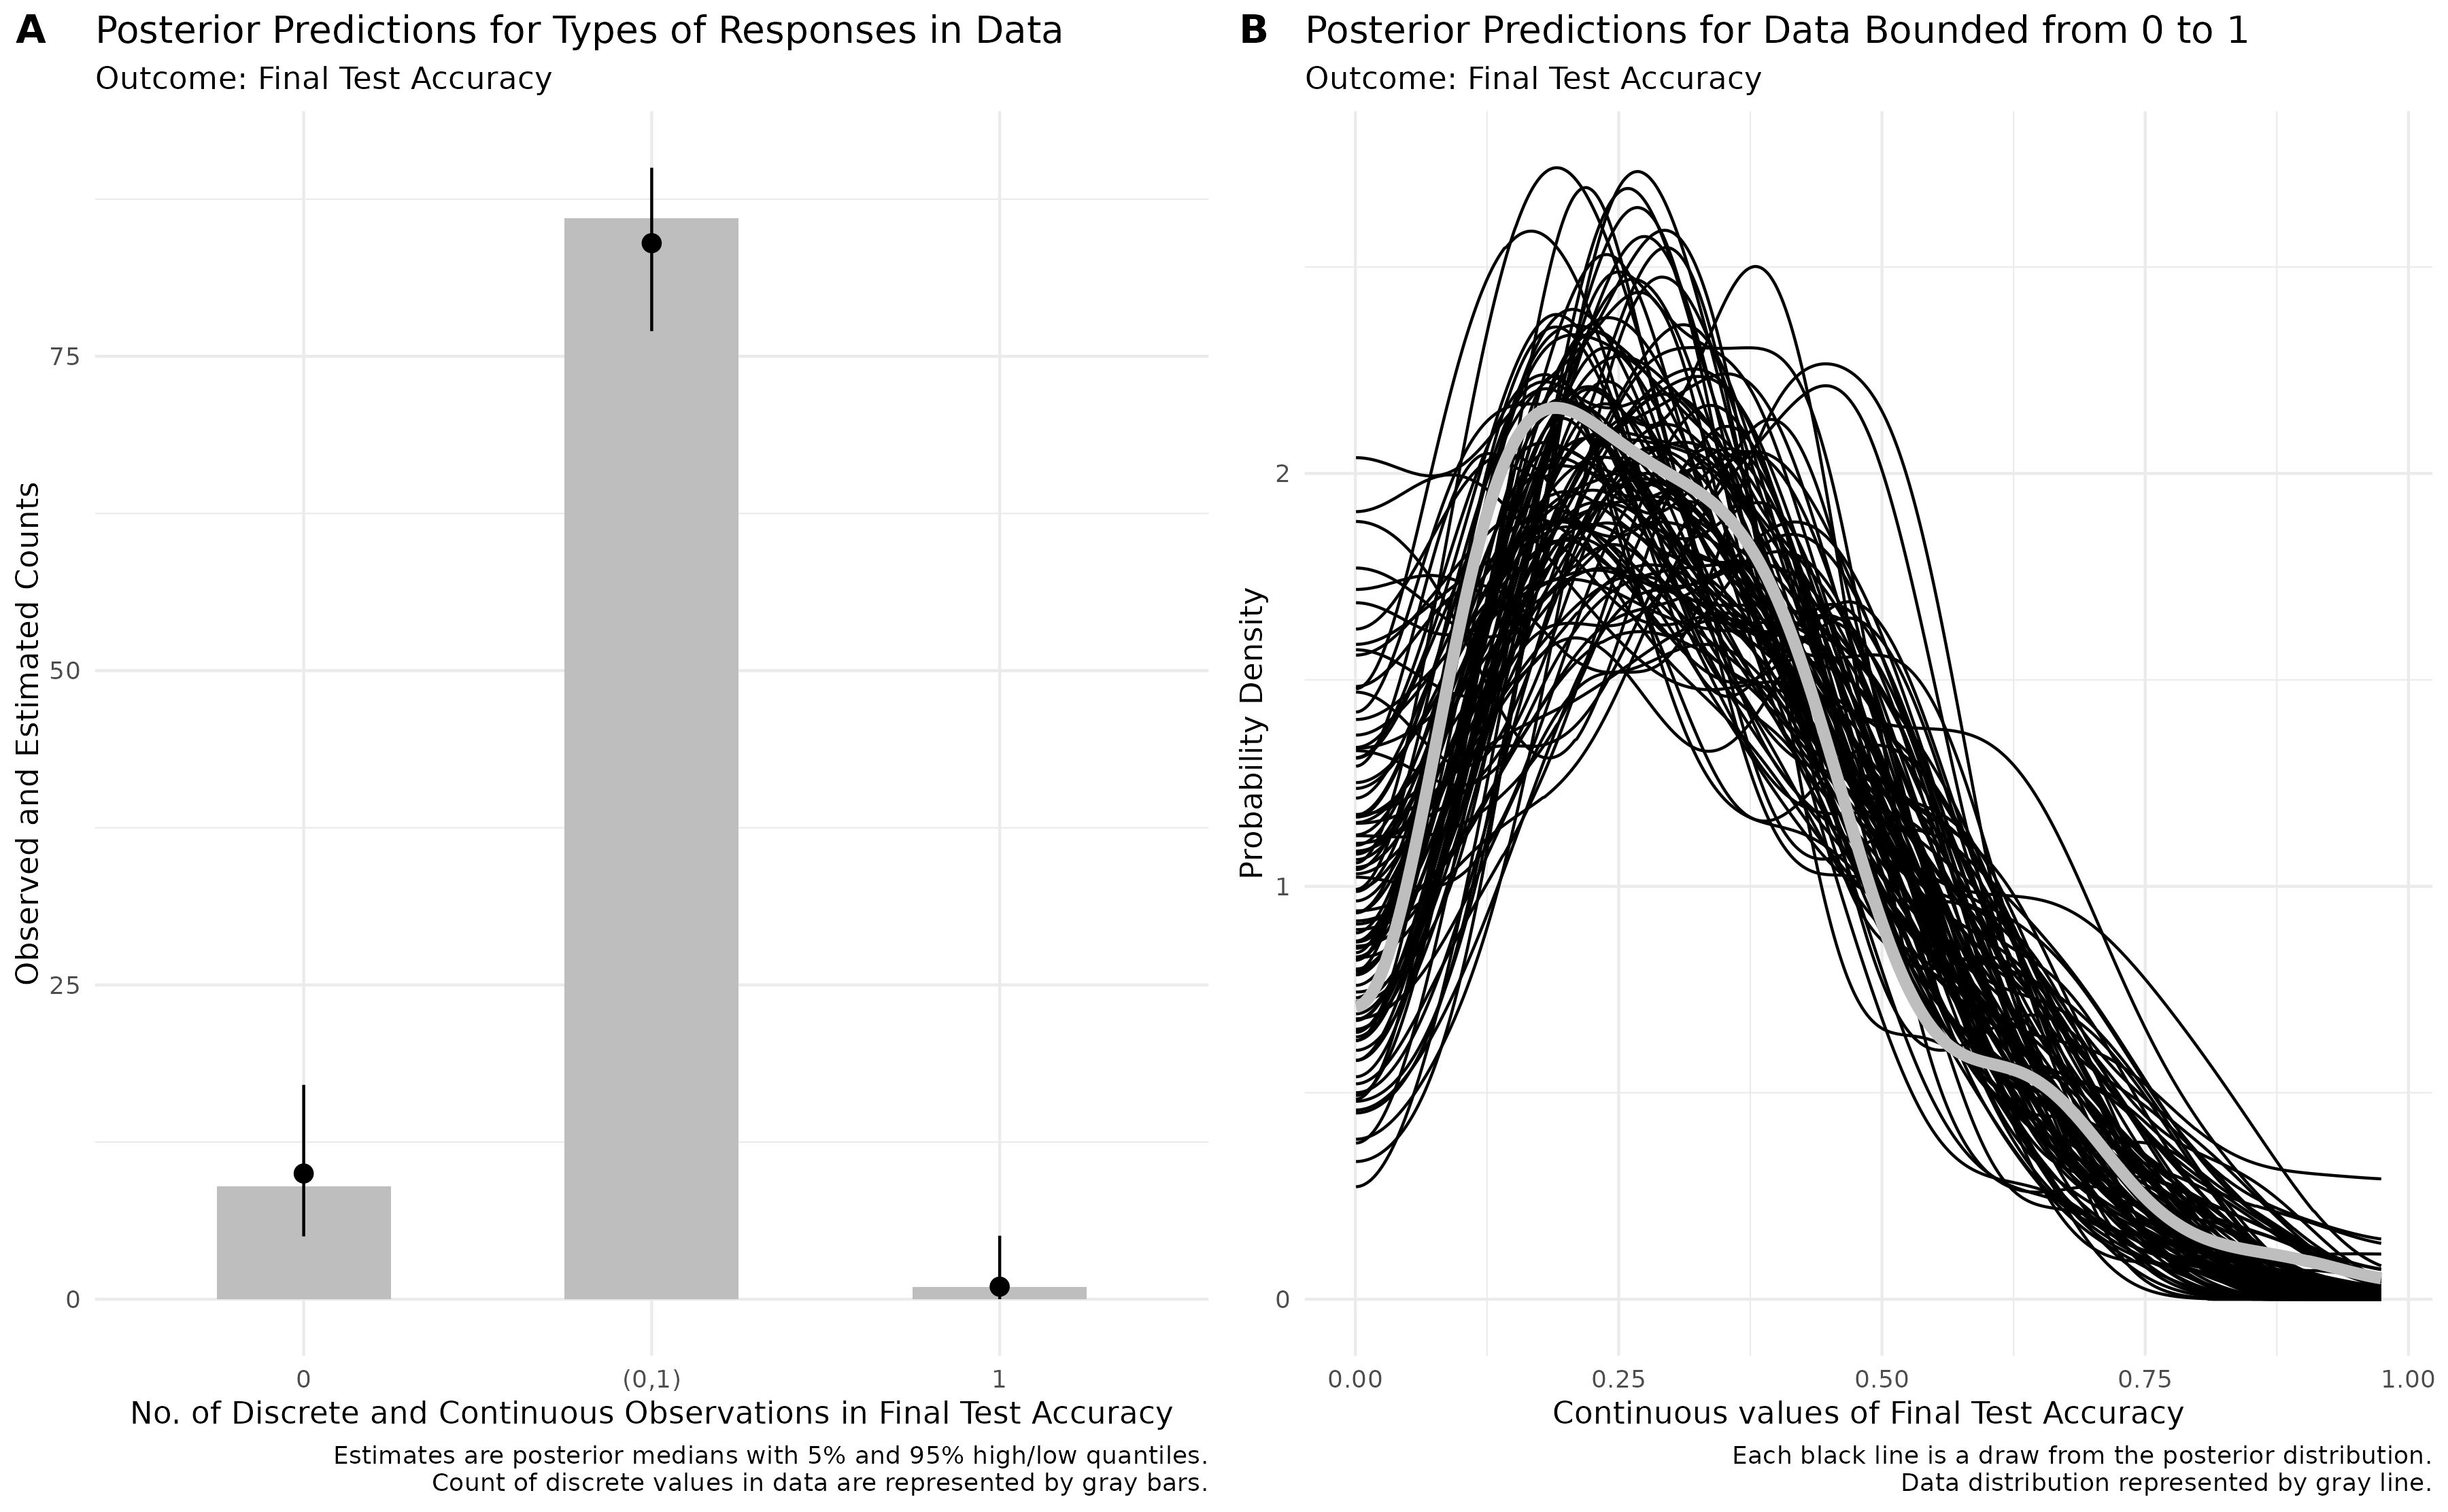 A
Posterior Predictions for Types of Responses in Data
Outcome: Final Test Accuracy
Observed and Estimated Counts
75
50
25
0
0
(0,1)
1
No. of Discrete and Continuous Observations in Final Test Accuracy
Estimates are posterior medians with 5% and 95% high/low quantiles.
Count of discrete values in data are represented by gray bars.
B
Posterior Predictions for Data Bounded from 0 to 1
Outcome: Final Test Accuracy
Probability Density
2
1
0
0.00
0.25
0.50
0.75
1.00
Continuous values of Final Test Accuracy
Each black line is a draw from the posterior distribution.
Data distribution represented by gray line.